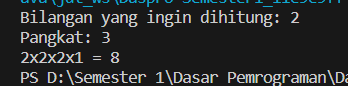 Bilangan yang ingin dihitung: 2
Pangkat: 3
2x2x2x1 = 8
PS D:\Semester 1\Dasar Pemrograman\Da